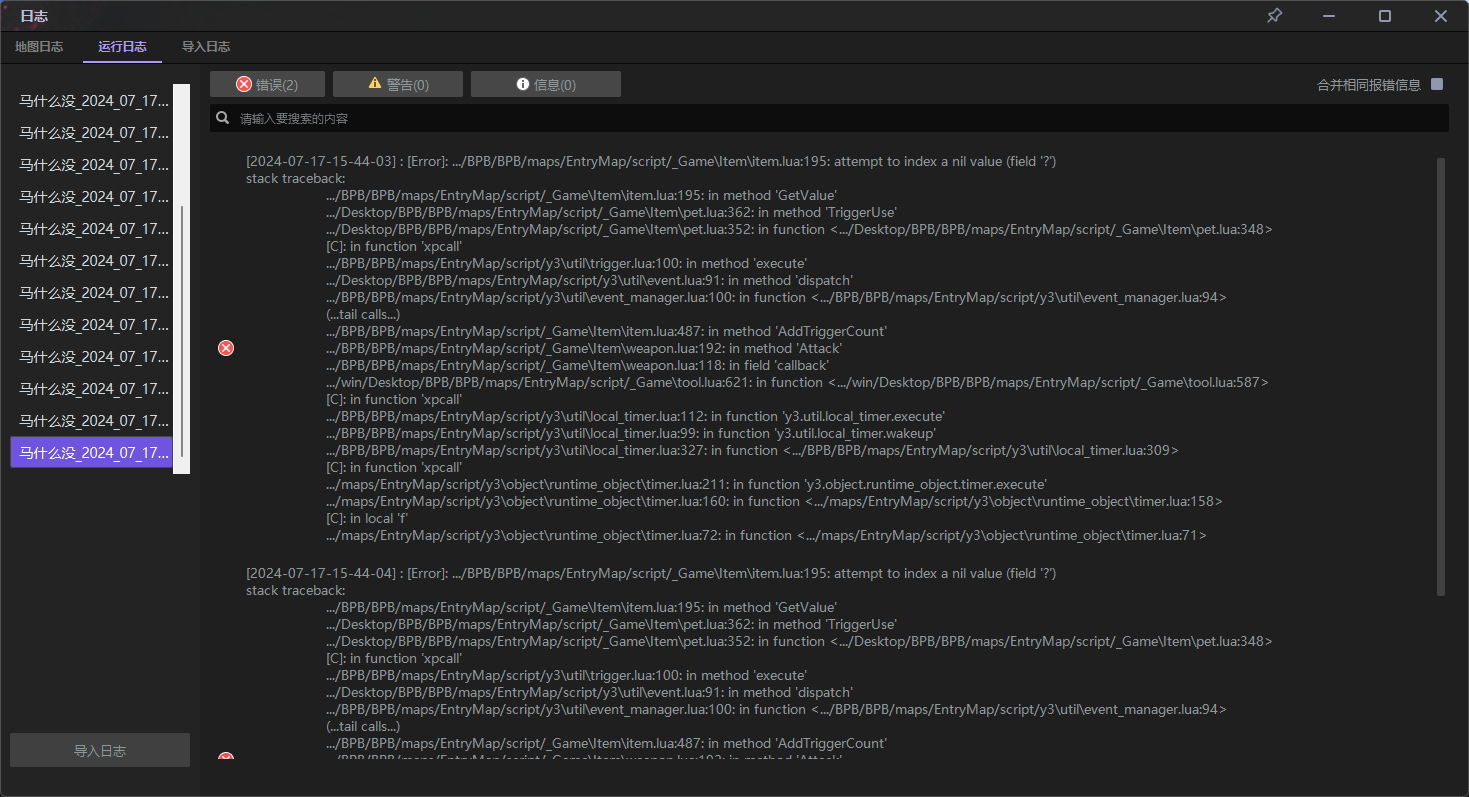 日志
地图日志 运行日志 导入日志
错误(2) 警告(0) 信息(0) 合并相同报错信息
请输入要搜索的内容
马什么没_2024_07_17...
马什么没_2024_07_17...
马什么没_2024_07_17...
马什么没_2024_07_17...
马什么没_2024_07_17...
马什么没_2024_07_17...
马什么没_2024_07_17...
马什么没_2024_07_17...
马什么没_2024_07_17...
马什么没_2024_07_17...
马什么没_2024_07_17...
马什么没_2024_07_17...
导入日志
[2024-07-17-15-44-03] : [Error]: .../BPB/BPB/maps/EntryMap/script/_Game\Item\item.lua:195: attempt to index a nil value (field '?')
stack traceback:
.../BPB/BPB/maps/EntryMap/script/_Game\Item\item.lua:195: in method 'GetValue'
.../Desktop/BPB/BPB/maps/EntryMap/script/_Game\Item\pet.lua:362: in method 'TriggerUse'
.../Desktop/BPB/BPB/maps/EntryMap/script/_Game\Item\pet.lua:352: in function <.../Desktop/BPB/BPB/maps/EntryMap/script/_Game\Item\pet.lua:348>
[C]: in function 'xpcall'
.../BPB/BPB/maps/EntryMap/script/y3\util\trigger.lua:100: in method 'execute'
.../Desktop/BPB/BPB/maps/EntryMap/script/y3\util\event.lua:91: in method 'dispatch'
.../BPB/BPB/maps/EntryMap/script/y3\util\event_manager.lua:100: in function <.../BPB/BPB/maps/EntryMap/script/y3\util\event_manager.lua:94>
(...tail calls...)
.../BPB/BPB/maps/EntryMap/script/_Game\Item\item.lua:487: in method 'AddTriggerCount'
.../BPB/BPB/maps/EntryMap/script/_Game\Item\weapon.lua:192: in method 'Attack'
.../BPB/BPB/maps/EntryMap/script/_Game\Item\weapon.lua:118: in field 'callback'
.../win/Desktop/BPB/BPB/maps/EntryMap/script/_Game\tool.lua:621: in function <.../win/Desktop/BPB/BPB/maps/EntryMap/script/_Game\tool.lua:587>
[C]: in function 'xpcall'
.../BPB/BPB/maps/EntryMap/script/y3\util\local_timer.lua:112: in function 'y3.util.local_timer.execute'
.../BPB/BPB/maps/EntryMap/script/y3\util\local_timer.lua:99: in function 'y3.util.local_timer.wakeup'
.../BPB/BPB/maps/EntryMap/script/y3\util\local_timer.lua:327: in function <.../BPB/BPB/maps/EntryMap/script/y3\util\local_timer.lua:309>
[C]: in function 'xpcall'
.../maps/EntryMap/script/y3\object\runtime_object\timer.lua:211: in function 'y3.object.runtime_object.timer.execute'
.../maps/EntryMap/script/y3\object\runtime_object\timer.lua:160: in function <.../maps/EntryMap/script/y3\object\runtime_object\timer.lua:158>
[C]: in local 'f'
.../maps/EntryMap/script/y3\object\runtime_object\timer.lua:72: in function <.../maps/EntryMap/script/y3\object\runtime_object\timer.lua:71>
[2024-07-17-15-44-04] : [Error]: .../BPB/BPB/maps/EntryMap/script/_Game\Item\item.lua:195: attempt to index a nil value (field '?')
stack traceback:
.../BPB/BPB/maps/EntryMap/script/_Game\Item\item.lua:195: in method 'GetValue'
.../Desktop/BPB/BPB/maps/EntryMap/script/_Game\Item\pet.lua:362: in method 'TriggerUse'
.../Desktop/BPB/BPB/maps/EntryMap/script/_Game\Item\pet.lua:352: in function <.../Desktop/BPB/BPB/maps/EntryMap/script/_Game\Item\pet.lua:348>
[C]: in function 'xpcall'
.../BPB/BPB/maps/EntryMap/script/y3\util\trigger.lua:100: in method 'execute'
.../Desktop/BPB/BPB/maps/EntryMap/script/y3\util\event.lua:91: in method 'dispatch'
.../BPB/BPB/maps/EntryMap/script/y3\util\event_manager.lua:100: in function <.../BPB/BPB/maps/EntryMap/script/y3\util\event_manager.lua:94>
(...tail calls...)
.../BPB/BPB/maps/EntryMap/script/_Game\Item\item.lua:487: in method 'AddTriggerCount'
.../BPB/BPB/maps/EntryMap/script/_Game\Item\weapon.lua:192: in method 'Attack'